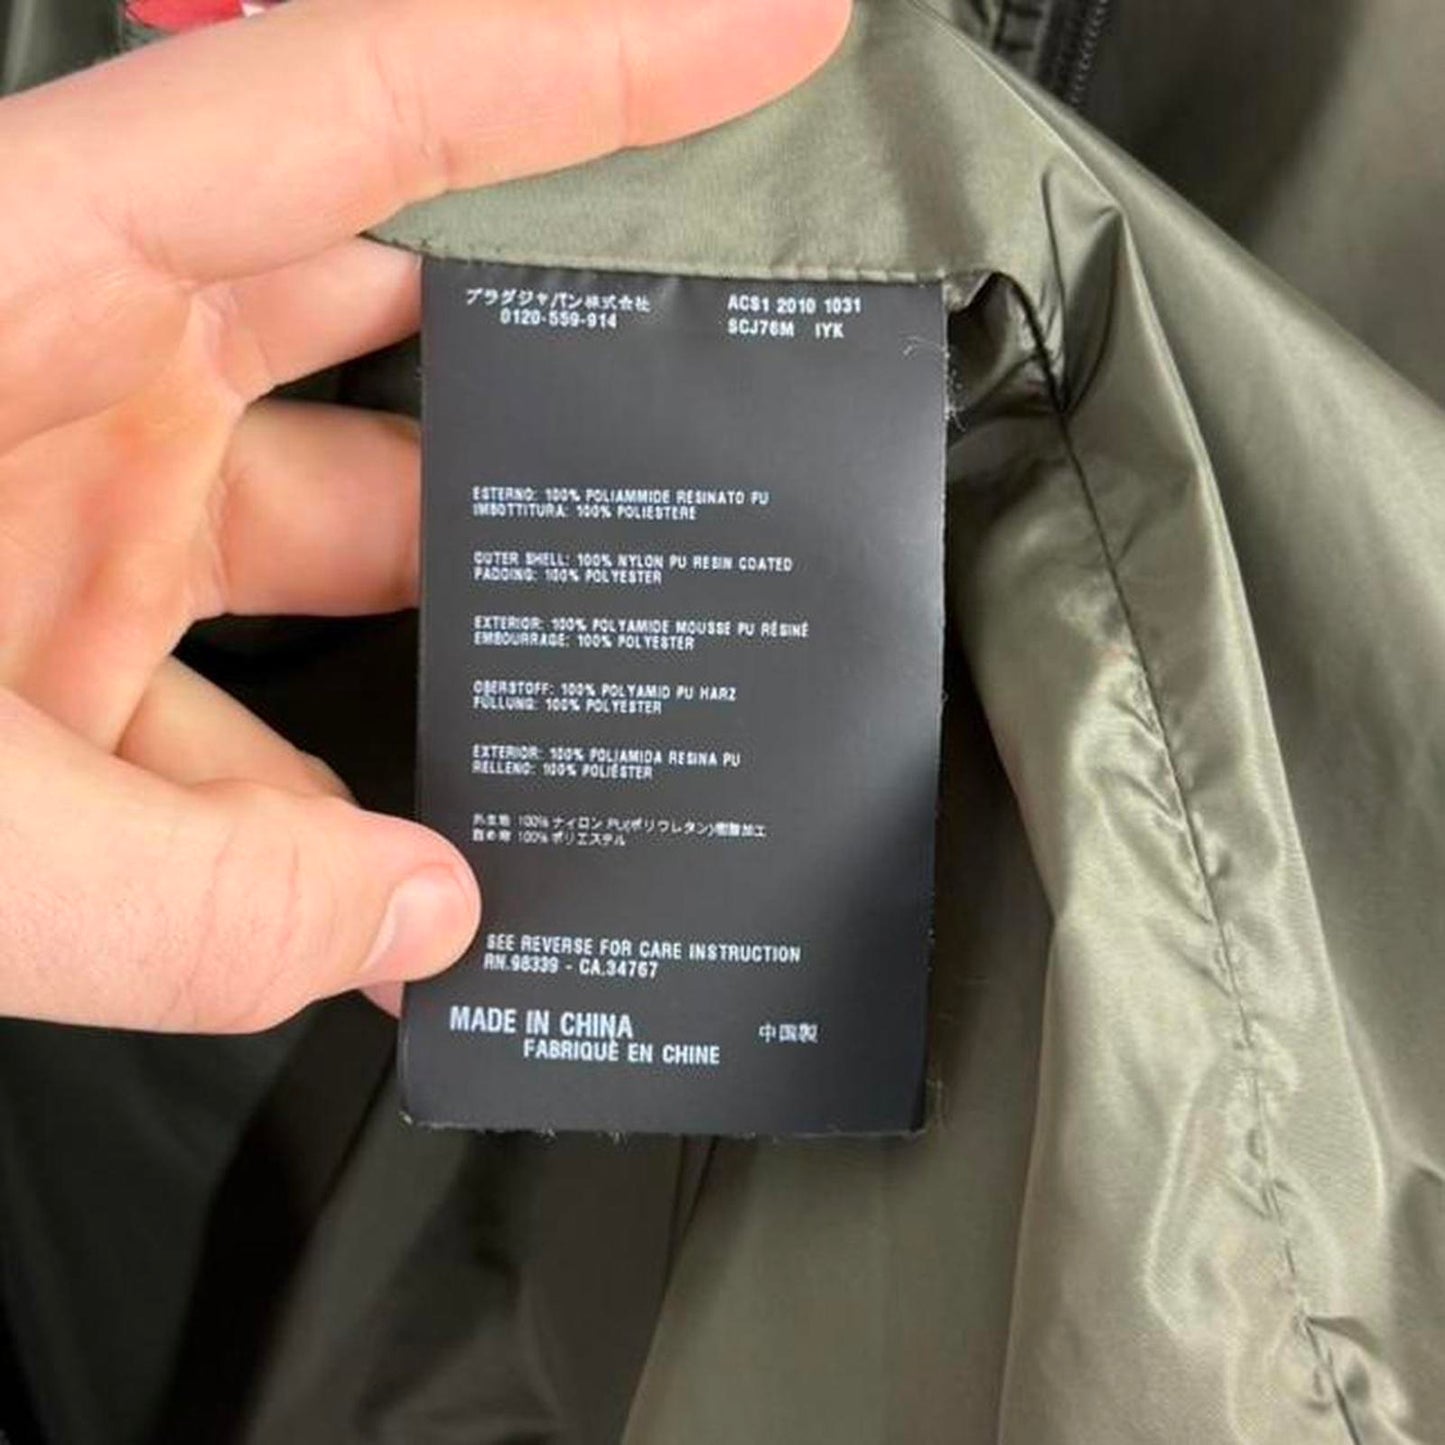 プラダジャパン株式会社
0120-559-914
ACS1 2010 1031
SCJ76M IYK
ESTERNO: 100% POLIAMMIDE RESINATO PU
IMBOTTITURA: 100% POLIESTERE
OUTER SHELL: 100% NYLON PU RESIN COATED
PADDING: 100% POLYESTER
EXTERIOR: 100% POLYAMIDE MOUSSE PU RÉSINÉ
EMBOURRAGE: 100% POLYESTER
OBERSTOFF: 100% POLYAMID PU HARZ
FÜLLUNG: 100% POLYESTER
EXTERIOR: 100% POLIAMIDA RESINA PU
RELLENO: 100% POLIÉSTER
外生地 100% ナイロン PU(ポリウレタン)樹脂加工
詰め物 100% ポリエステル
SEE REVERSE FOR CARE INSTRUCTION
RN.98339 - CA.34767
MADE IN CHINA
中国製
FABRIQUÉ EN CHINE